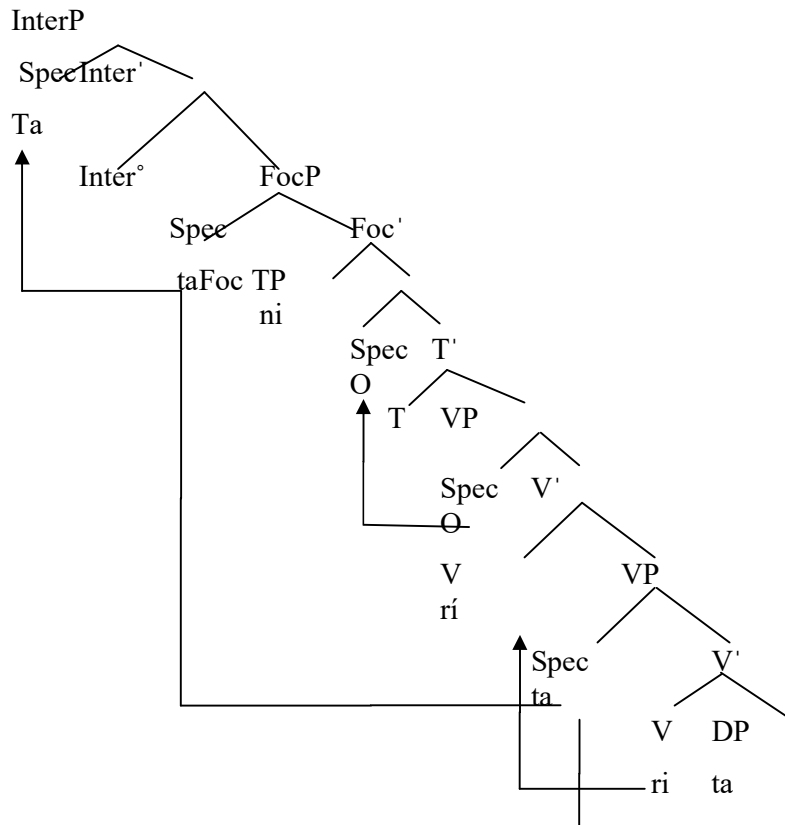 InterP
SpecInter'
Ta
Inter° FocP
Spec Foc'
taFoc TP
ni
Spec T'
O
T VP
Spec V'
O
V VP
rí
Spec V'
ta
V DP
ri ta